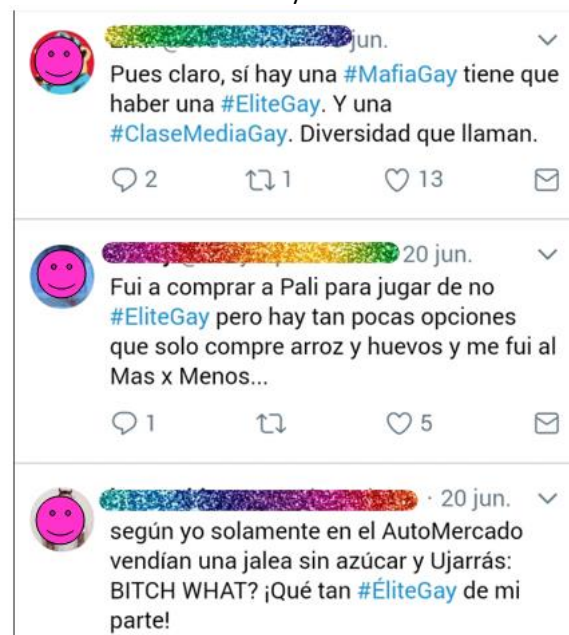 jun.
Pues claro, sí hay una #MafiaGay tiene que
haber una #EliteGay. Y una
#ClaseMediaGay. Diversidad que llaman.
2 1 13
20 jun.
Fui a comprar a Pali para jugar de no
#EliteGay pero hay tan pocas opciones
que solo compre arroz y huevos y me fui al
Mas x Menos...
1 5
· 20 jun.
según yo solamente en el AutoMercado
vendían una jalea sin azúcar y Ujarrás:
BITCH WHAT? ¡Qué tan #ÉliteGay de mi
parte!